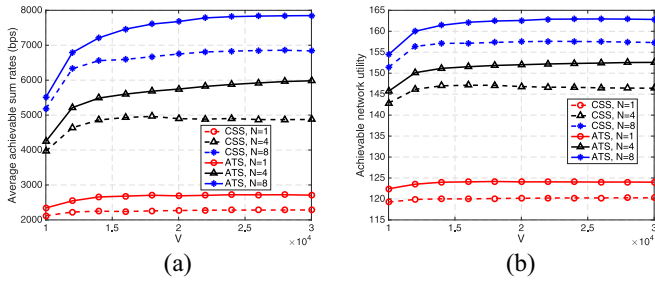 Average achievable sum rates (bps)
8000
7000
6000
5000
4000
3000
2000
CSS, N=1
CSS, N=4
CSS, N=8
ATS, N=1
ATS, N=4
ATS, N=8
1 1.5 2 2.5 3
V ×10⁴
(a)
Achievable network utility
165
160
155
150
145
140
135
130
125
120
115
CSS, N=1
CSS, N=4
CSS, N=8
ATS, N=1
ATS, N=4
ATS, N=8
1 1.5 2 2.5 3
V ×10⁴
(b)